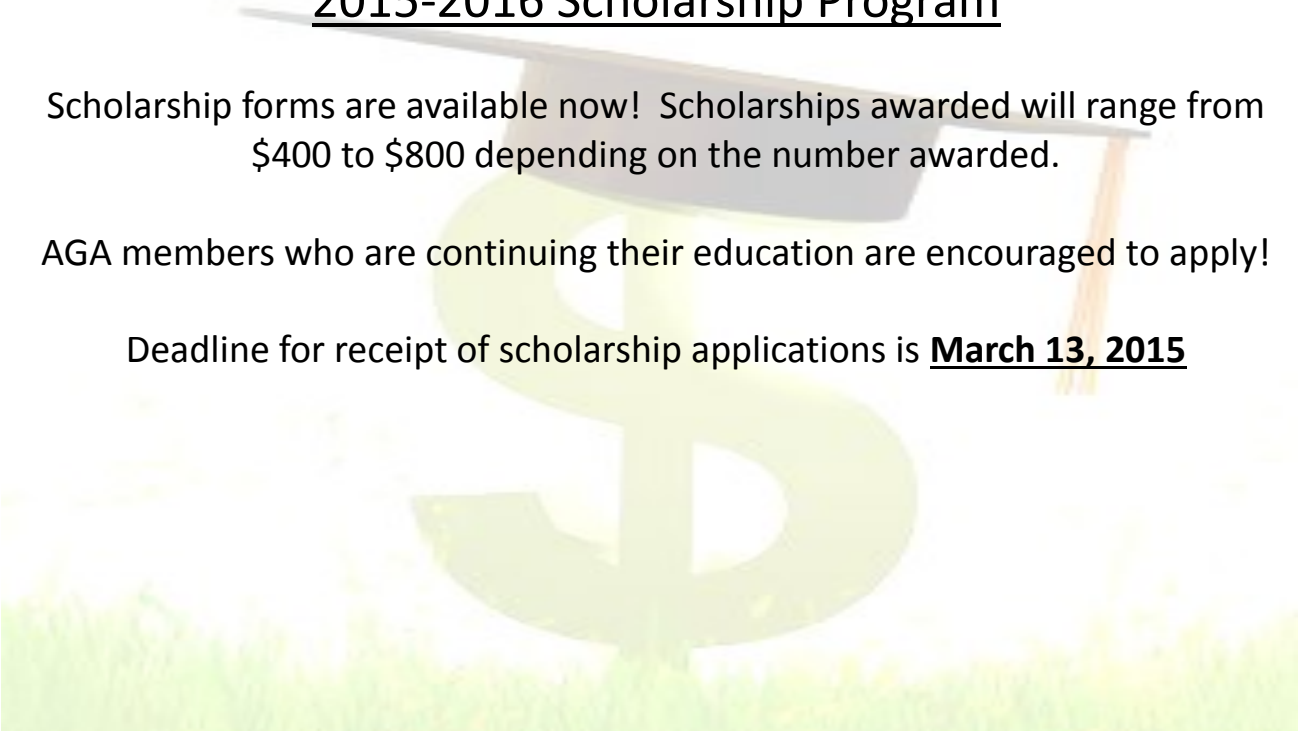 2015-2016 Scholarship Program
Scholarship forms are available now!  Scholarships awarded will range from
$400 to $800 depending on the number awarded.
AGA members who are continuing their education are encouraged to apply!
Deadline for receipt of scholarship applications is March 13, 2015